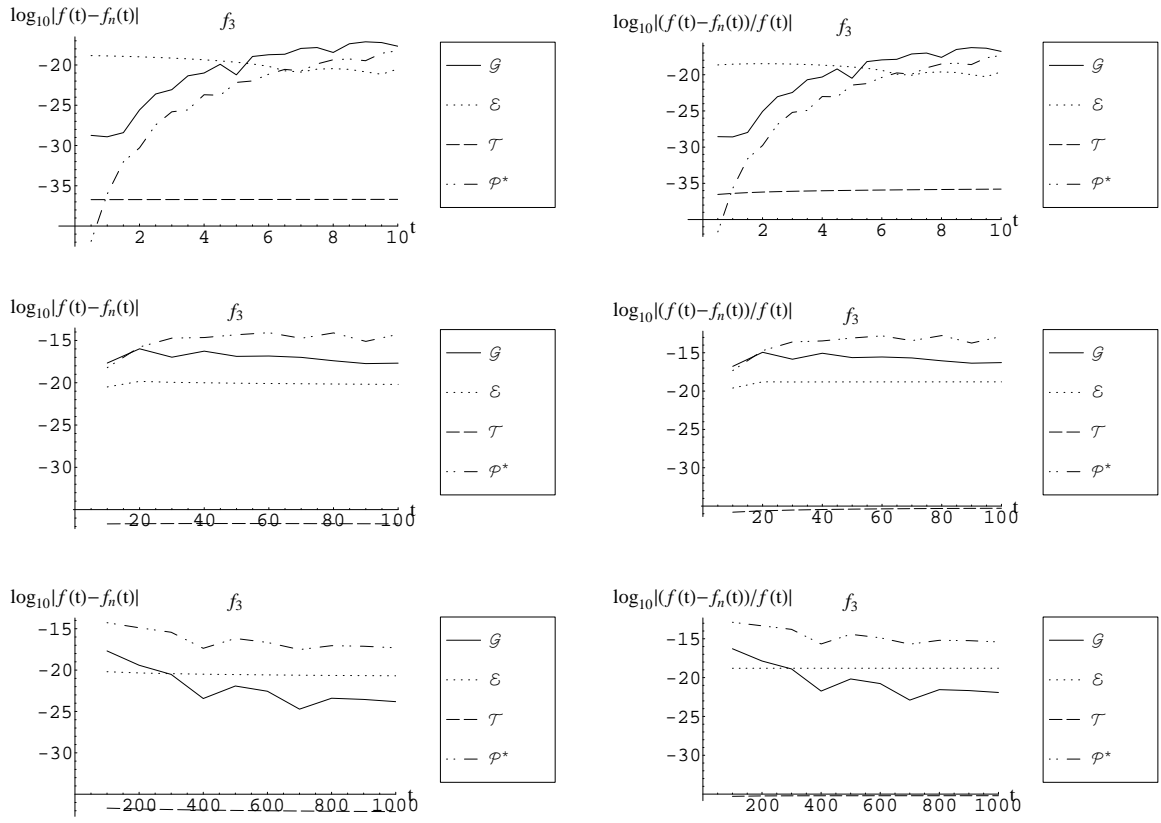 log₁₀|f(t)−fₙ(t)|
f₃
−20
−25
−30
−35
2 4 6 8 10 t
𝒢
ℰ
𝒯
𝒫*
log₁₀|(f(t)−fₙ(t))/f(t)|
f₃
−20
−25
−30
−35
2 4 6 8 10 t
𝒢
ℰ
𝒯
𝒫*
log₁₀|f(t)−fₙ(t)|
f₃
−15
−20
−25
−30
20 40 60 80 100 t
𝒢
ℰ
𝒯
𝒫*
log₁₀|(f(t)−fₙ(t))/f(t)|
f₃
−15
−20
−25
−30
20 40 60 80 100 t
𝒢
ℰ
𝒯
𝒫*
log₁₀|f(t)−fₙ(t)|
f₃
−15
−20
−25
−30
200 400 600 800 1000 t
𝒢
ℰ
𝒯
𝒫*
log₁₀|(f(t)−fₙ(t))/f(t)|
f₃
−15
−20
−25
−30
200 400 600 800 1000 t
𝒢
ℰ
𝒯
𝒫*